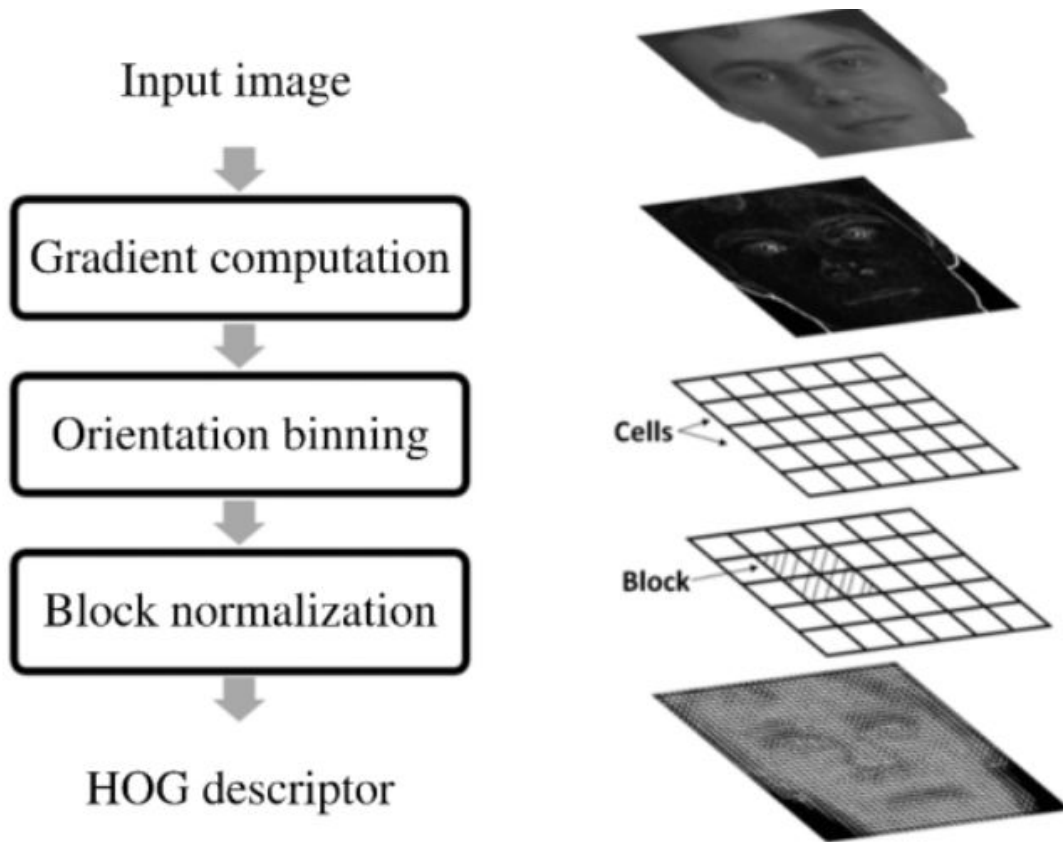 Input image
Gradient computation
Orientation binning
Cells
Block normalization
Block
HOG descriptor